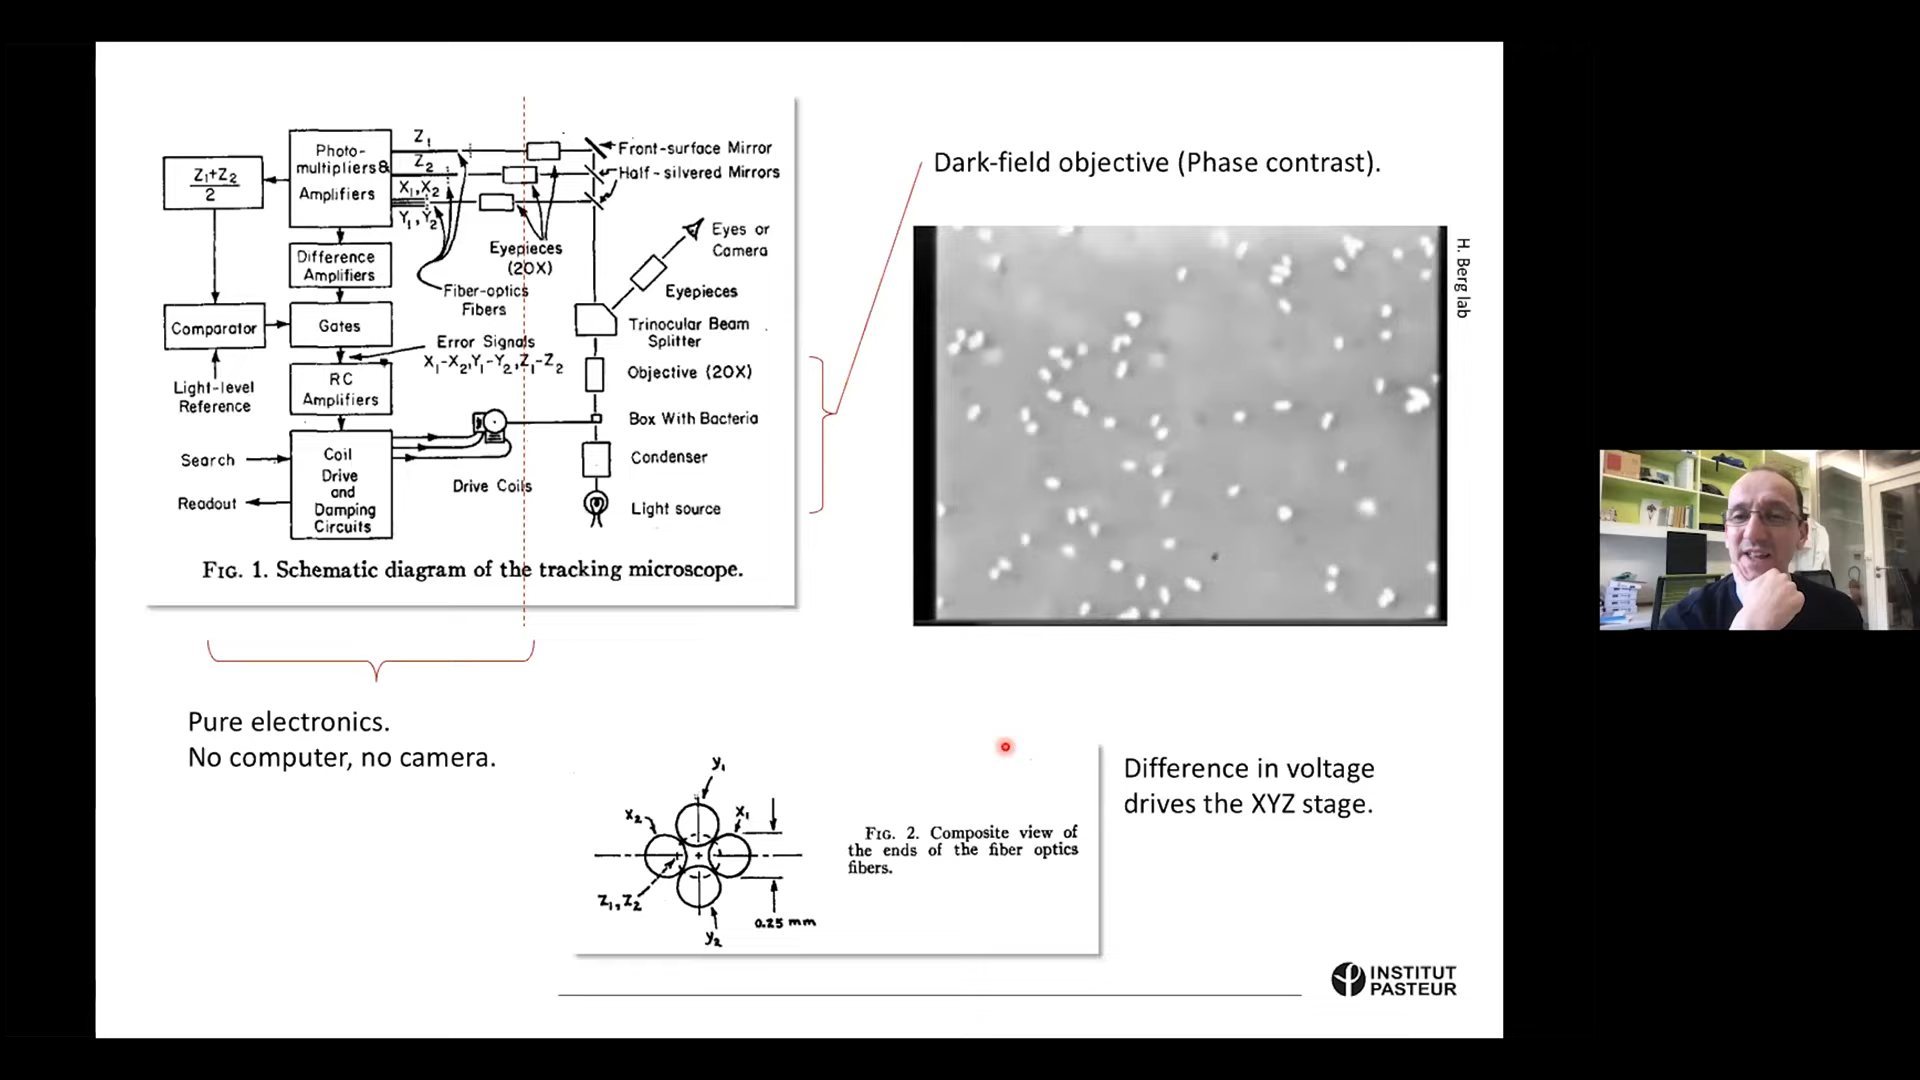 Z1
Z2
X1,X2
Y1,Y2
Photo-
multipliers&
Amplifiers
Z1+Z2
2
Front-surface Mirror
Half-silvered Mirrors
Difference
Amplifiers
Eyepieces
(20X)
Eyes or
Camera
Fiber-optics
Fibers
Eyepieces
Comparator
Gates
Trinocular Beam
Splitter
Error Signals
X1-X2,Y1-Y2,Z1-Z2
Light-level
Reference
RC
Amplifiers
Objective (20X)
Box With Bacteria
Search
Readout
Coil
Drive
and
Damping
Circuits
Drive Coils
Condenser
Light source
FIG. 1. Schematic diagram of the tracking microscope.
Dark-field objective (Phase contrast).
H. Berg lab
Pure electronics.
No computer, no camera.
y1
x2
x1
Z1,Z2
0.25 mm
y2
FIG. 2. Composite view of
the ends of the fiber optics
fibers.
Difference in voltage
drives the XYZ stage.
INSTITUT
PASTEUR